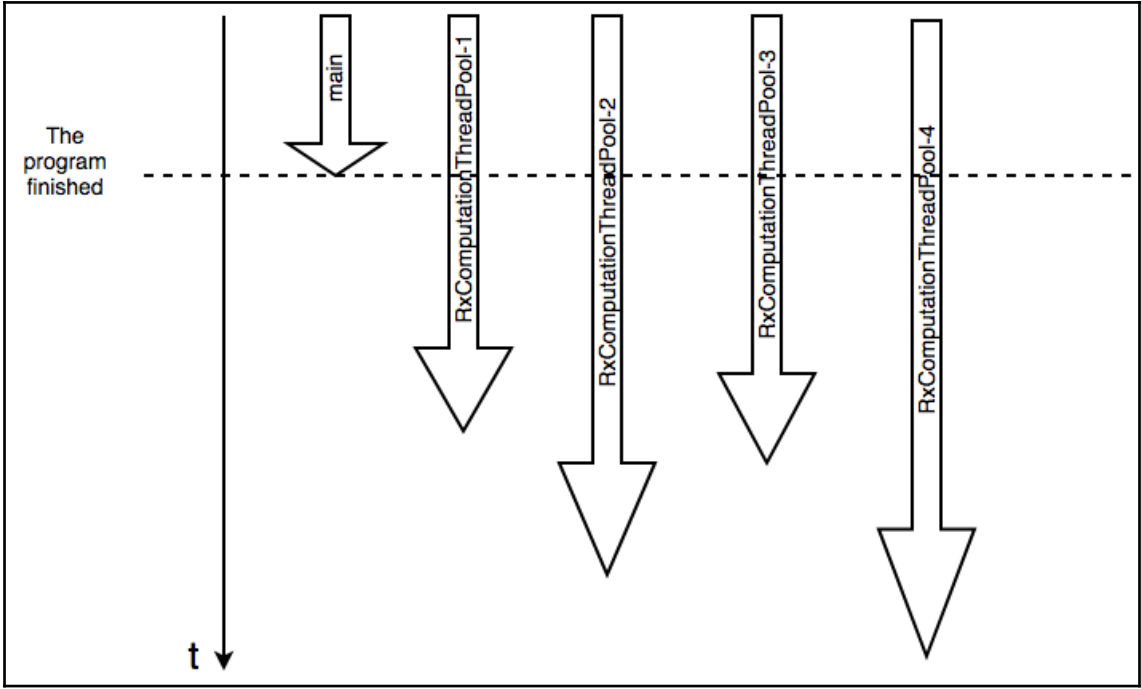 The
program
finished
main
RxComputationThreadPool-1
RxComputationThreadPool-2
RxComputationThreadPool-3
RxComputationThreadPool-4
t